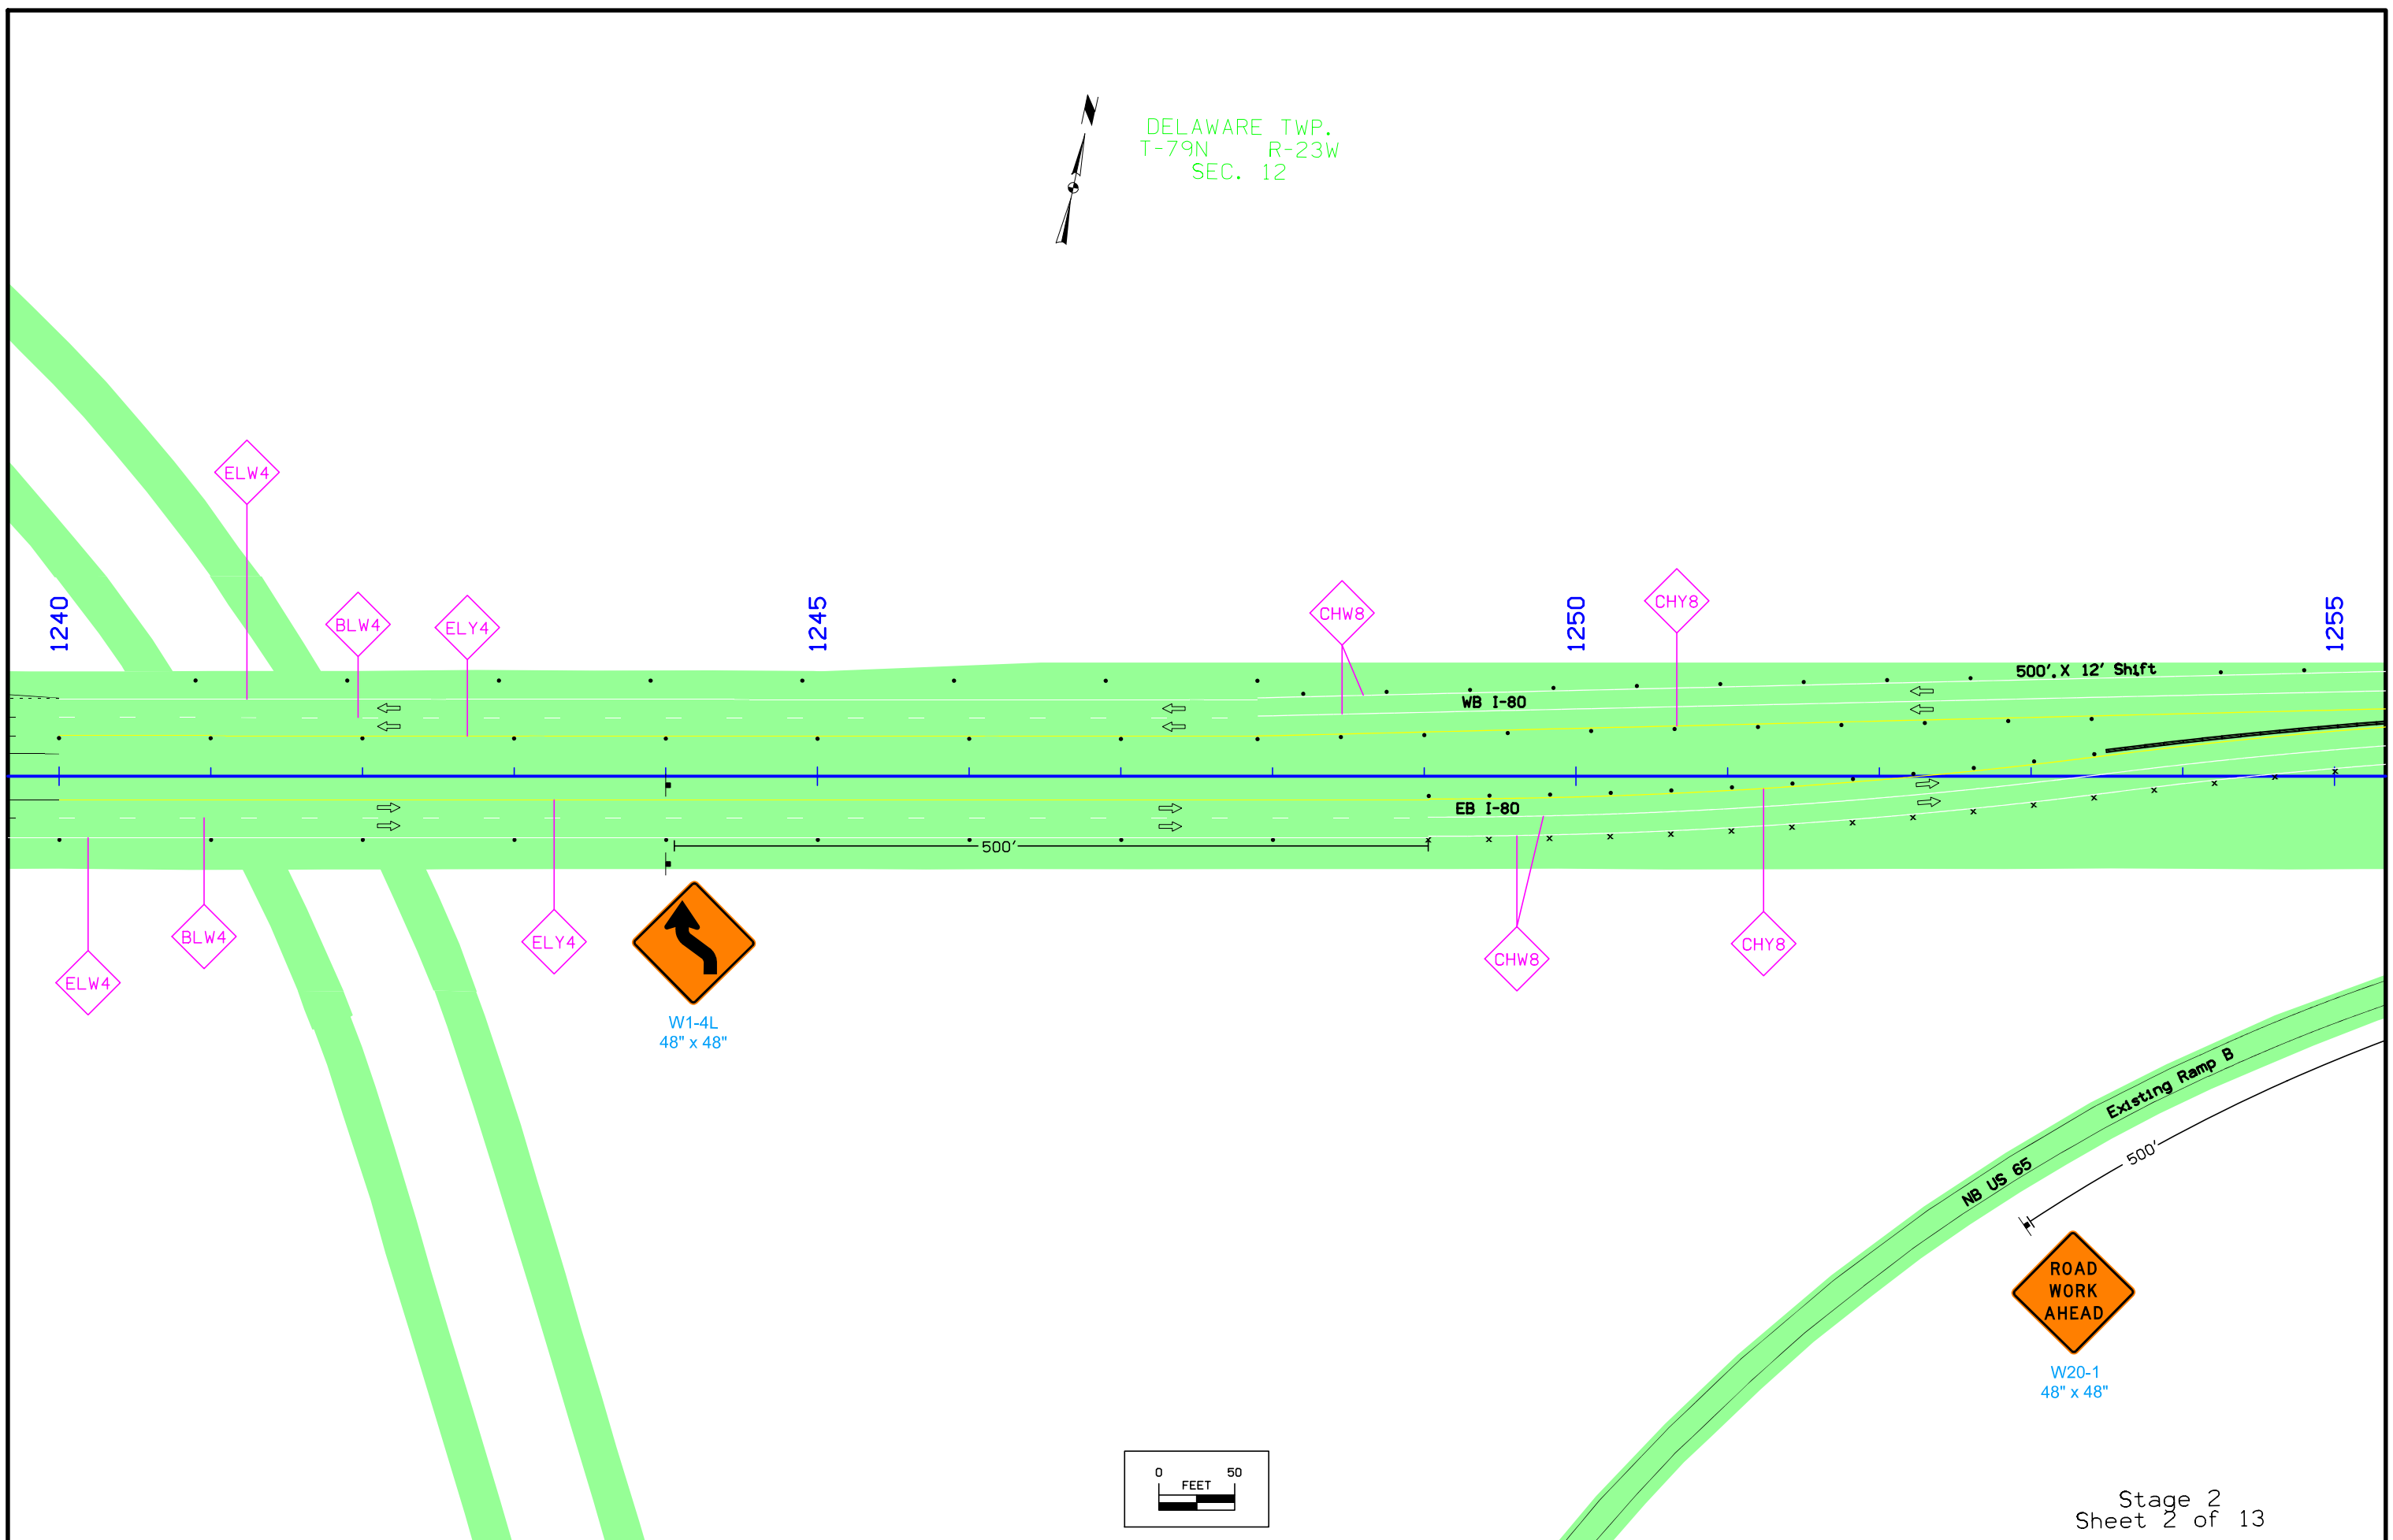 DELAWARE TWP.
T-79N R-23W
SEC. 12
ELW4
1240
BLW4
ELY4
1245
CHW8
1250
CHY8
1255
500'. X 12' Shift
WB I-80
EB I-80
500'
ELW4
BLW4
ELY4
W1-4L
48" x 48"
CHW8
CHY8
Existing Ramp B
500'
NB US 65
ROAD
WORK
AHEAD
W20-1
48" x 48"
0 50
FEET
Stage 2
Sheet 2 of 13